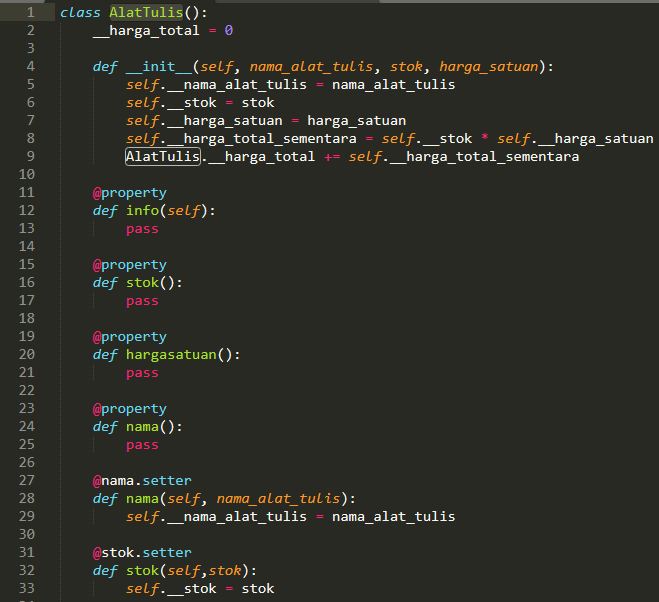 1 class AlatTulis():
2     __harga_total = 0
3
4     def __init__(self, nama_alat_tulis, stok, harga_satuan):
5         self.__nama_alat_tulis = nama_alat_tulis
6         self.__stok = stok
7         self.__harga_satuan = harga_satuan
8         self.__harga_total_sementara = self.__stok * self.__harga_satuan
9         AlatTulis.__harga_total += self.__harga_total_sementara
10
11     @property
12     def info(self):
13         pass
14
15     @property
16     def stok():
17         pass
18
19     @property
20     def hargasatuan():
21         pass
22
23     @property
24     def nama():
25         pass
26
27     @nama.setter
28     def nama(self, nama_alat_tulis):
29         self.__nama_alat_tulis = nama_alat_tulis
30
31     @stok.setter
32     def stok(self,stok):
33         self.__stok = stok